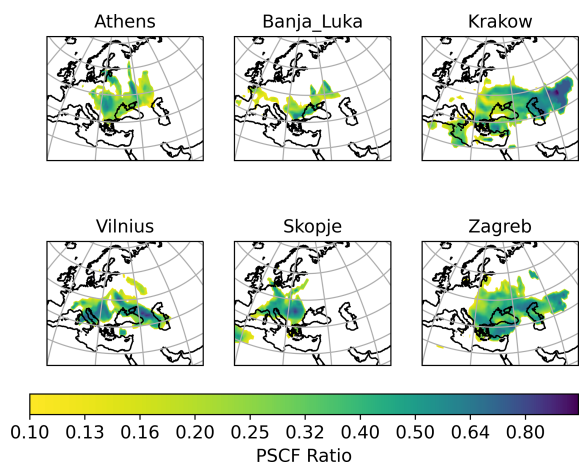 Athens
Banja_Luka
Krakow
Vilnius
Skopje
Zagreb
0.10 0.13 0.16 0.20 0.25 0.32 0.40 0.50 0.64 0.80
PSCF Ratio